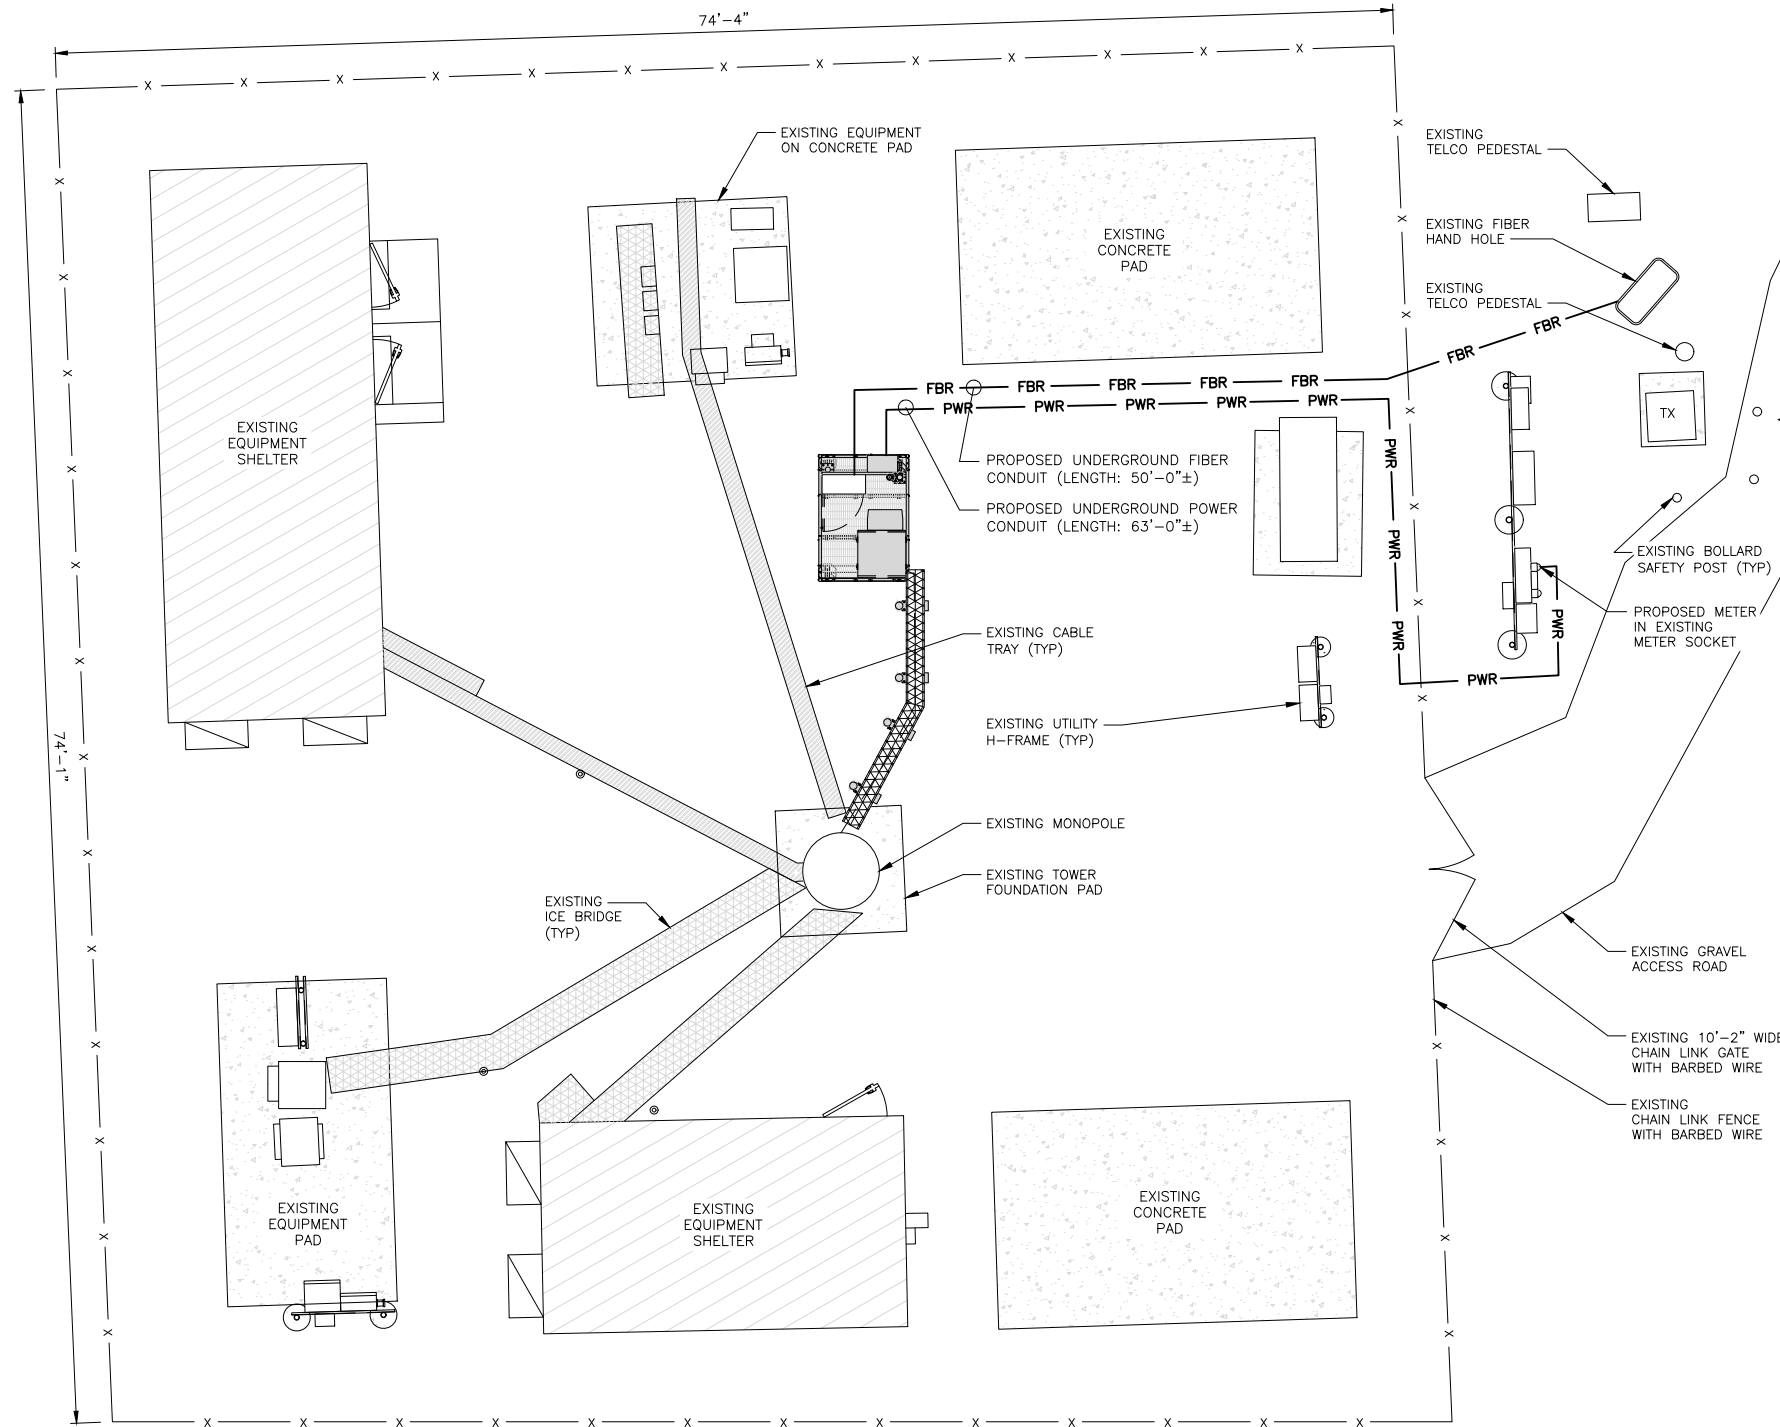 74'-4"
EXISTING EQUIPMENT
ON CONCRETE PAD
EXISTING
TELCO PEDESTAL
EXISTING FIBER
HAND HOLE
EXISTING
TELCO PEDESTAL
EXISTING
CONCRETE
PAD
FBR
FBR
FBR FBR FBR FBR FBR
PWR PWR PWR PWR PWR
TX
EXISTING
EQUIPMENT
SHELTER
PROPOSED UNDERGROUND FIBER
CONDUIT (LENGTH: 50'-0"±)
PROPOSED UNDERGROUND POWER
CONDUIT (LENGTH: 63'-0"±)
PWR
PWR
PWR
PWR
PWR
EXISTING BOLLARD
SAFETY POST (TYP)
PROPOSED METER
IN EXISTING
METER SOCKET
EXISTING CABLE
TRAY (TYP)
EXISTING UTILITY
H-FRAME (TYP)
74'-1"
EXISTING MONOPOLE
EXISTING TOWER
FOUNDATION PAD
EXISTING
ICE BRIDGE
(TYP)
EXISTING GRAVEL
ACCESS ROAD
EXISTING 10'-2" WIDE
CHAIN LINK GATE
WITH BARBED WIRE
EXISTING
CHAIN LINK FENCE
WITH BARBED WIRE
EXISTING
EQUIPMENT
PAD
EXISTING
EQUIPMENT
SHELTER
EXISTING
CONCRETE
PAD